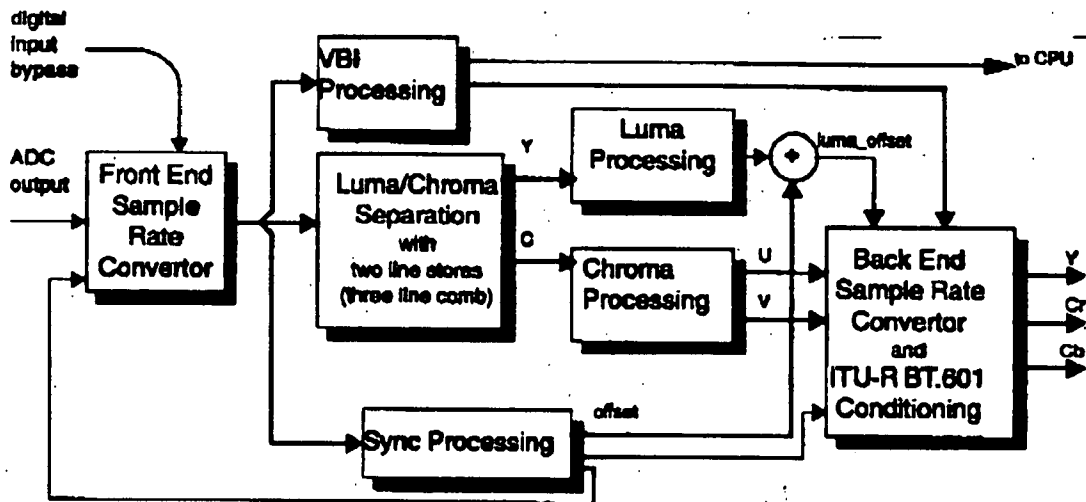 digital
input
bypass
VBI
Processing
to CPU
ADC
output
Front End
Sample
Rate
Convertor
Y
Luma
Processing
+
luma_offset
Luma/Chroma
Separation
with
two line stores
(three line comb)
C
Chroma
Processing
U
V
Back End
Sample Rate
Convertor
and
ITU-R BT.601
Conditioning
Y
Cr
Cb
offset
Sync Processing